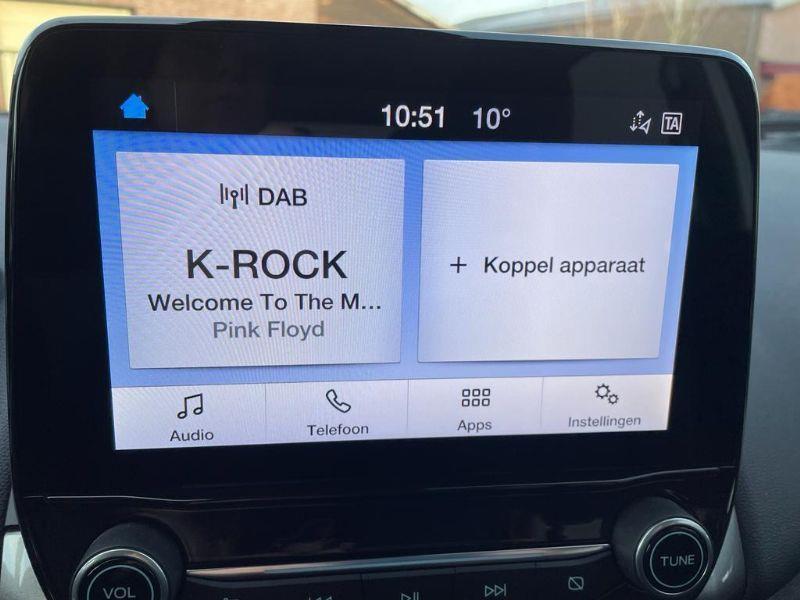 10:51 10°
TA
DAB
K-ROCK
Welcome To The M...
Pink Floyd
+ Koppel apparaat
Audio
Telefoon
Apps
Instellingen
VOL
TUNE